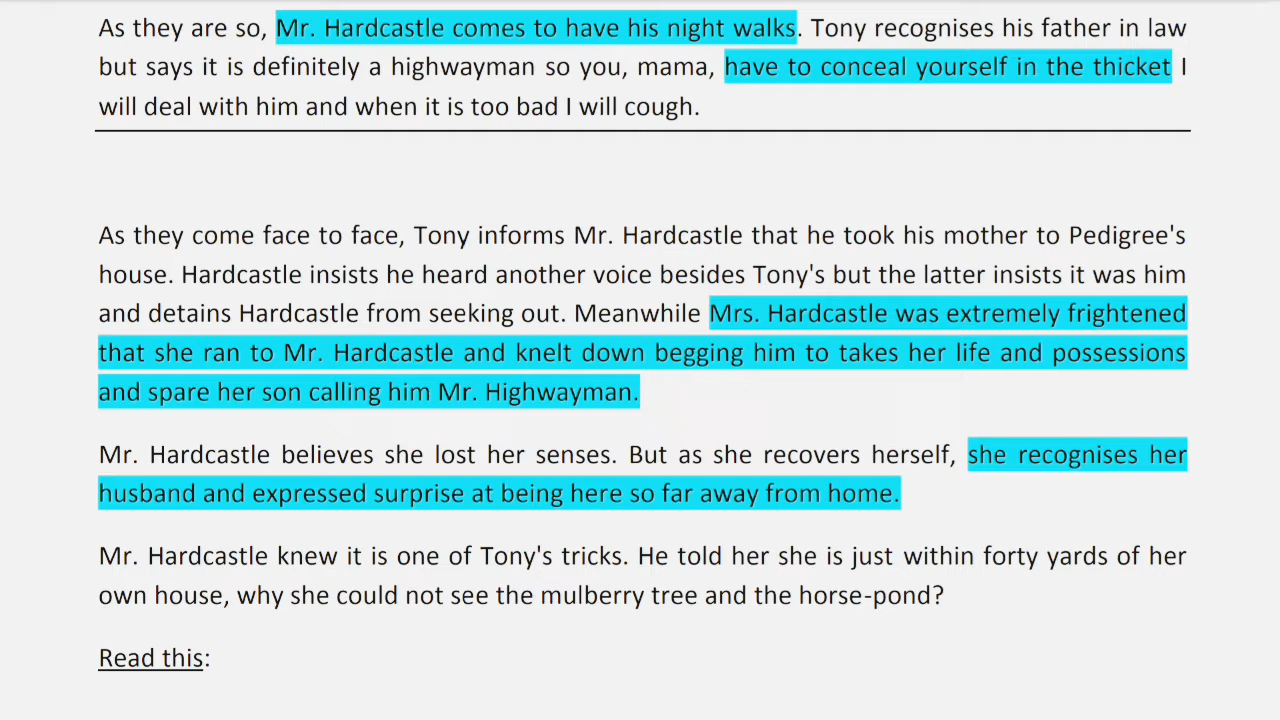 As they are so, Mr. Hardcastle comes to have his night walks. Tony recognises his father in law
but says it is definitely a highwayman so you, mama, have to conceal yourself in the thicket I
will deal with him and when it is too bad I will cough.
As they come face to face, Tony informs Mr. Hardcastle that he took his mother to Pedigree's
house. Hardcastle insists he heard another voice besides Tony's but the latter insists it was him
and detains Hardcastle from seeking out. Meanwhile Mrs. Hardcastle was extremely frightened
that she ran to Mr. Hardcastle and knelt down begging him to takes her life and possessions
and spare her son calling him Mr. Highwayman.
Mr. Hardcastle believes she lost her senses. But as she recovers herself, she recognises her
husband and expressed surprise at being here so far away from home.
Mr. Hardcastle knew it is one of Tony's tricks. He told her she is just within forty yards of her
own house, why she could not see the mulberry tree and the horse-pond?
Read this: